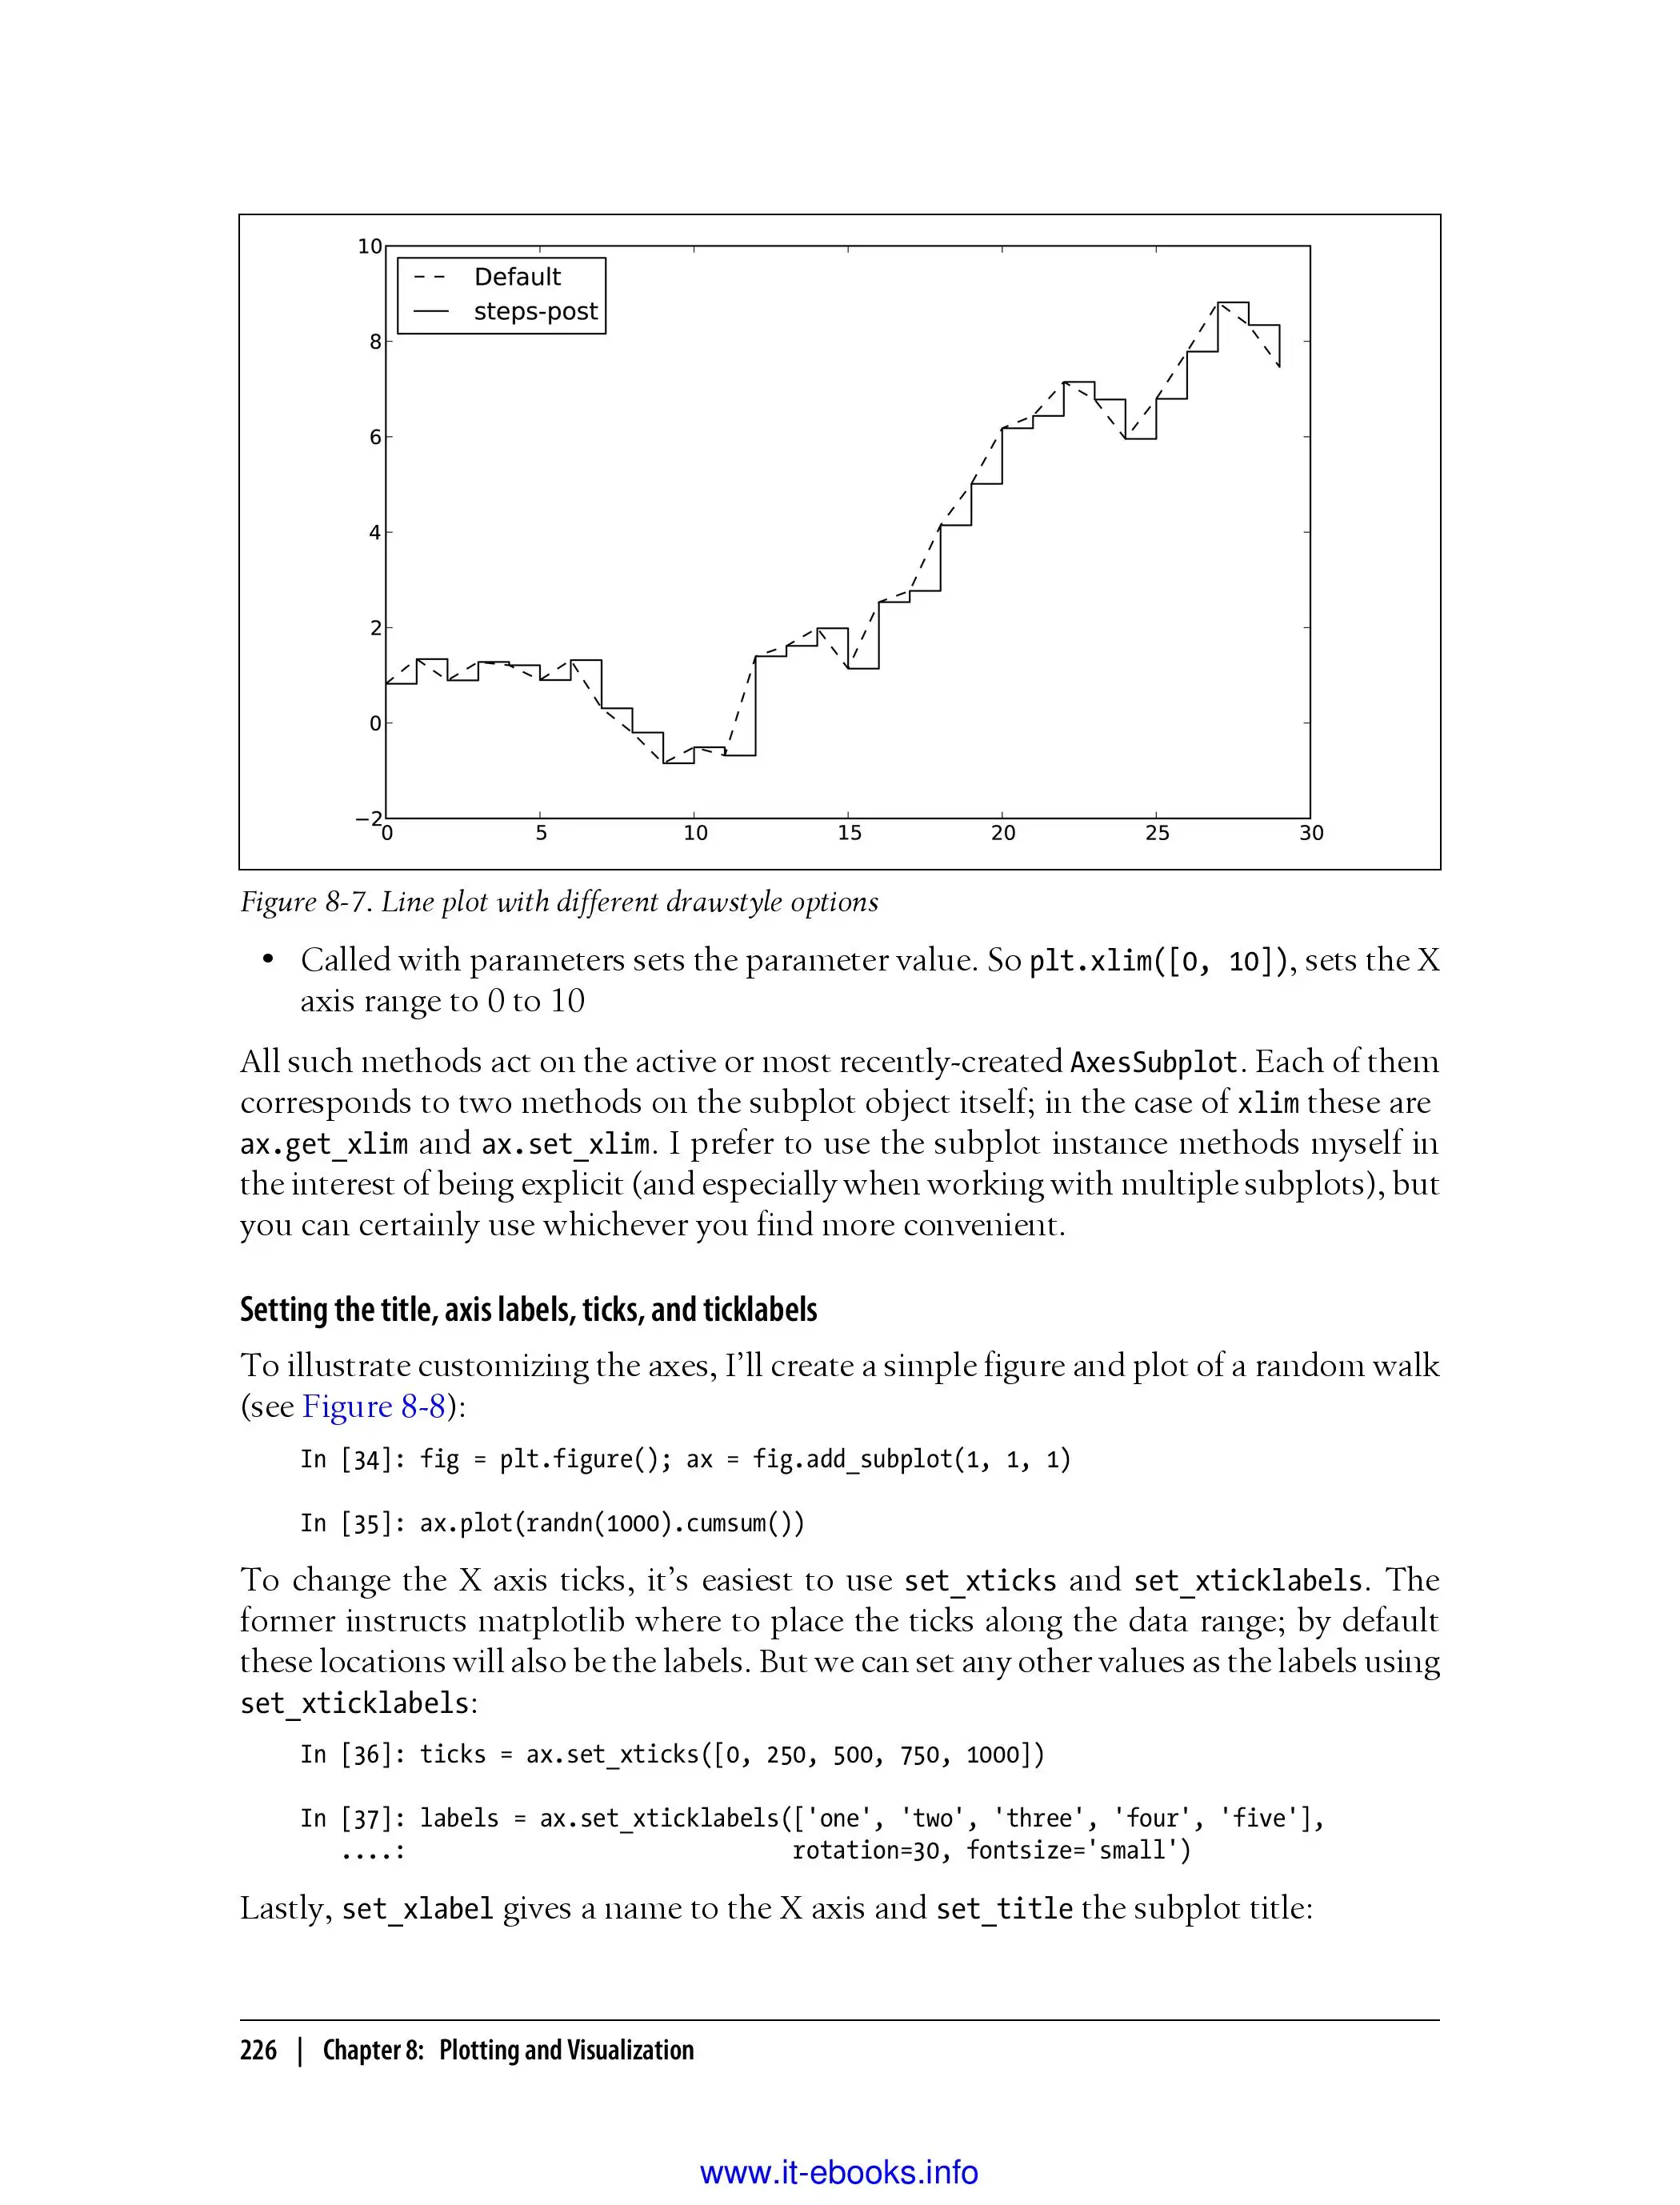 10
8
6
4
2
0
−2
0 5 10 15 20 25 30
Default
steps-post
Figure 8-7. Line plot with different drawstyle options
• Called with parameters sets the parameter value. So plt.xlim([0, 10]), sets the X
axis range to 0 to 10
All such methods act on the active or most recently-created AxesSubplot. Each of them
corresponds to two methods on the subplot object itself; in the case of xlim these are
ax.get_xlim and ax.set_xlim. I prefer to use the subplot instance methods myself in
the interest of being explicit (and especially when working with multiple subplots), but
you can certainly use whichever you find more convenient.
Setting the title, axis labels, ticks, and ticklabels
To illustrate customizing the axes, I’ll create a simple figure and plot of a random walk
(see Figure 8-8):
In [34]: fig = plt.figure(); ax = fig.add_subplot(1, 1, 1)
In [35]: ax.plot(randn(1000).cumsum())
To change the X axis ticks, it’s easiest to use set_xticks and set_xticklabels. The
former instructs matplotlib where to place the ticks along the data range; by default
these locations will also be the labels. But we can set any other values as the labels using
set_xticklabels:
In [36]: ticks = ax.set_xticks([0, 250, 500, 750, 1000])
In [37]: labels = ax.set_xticklabels(['one', 'two', 'three', 'four', 'five'],
....: rotation=30, fontsize='small')
Lastly, set_xlabel gives a name to the X axis and set_title the subplot title:
226 | Chapter 8: Plotting and Visualization
www.it-ebooks.info